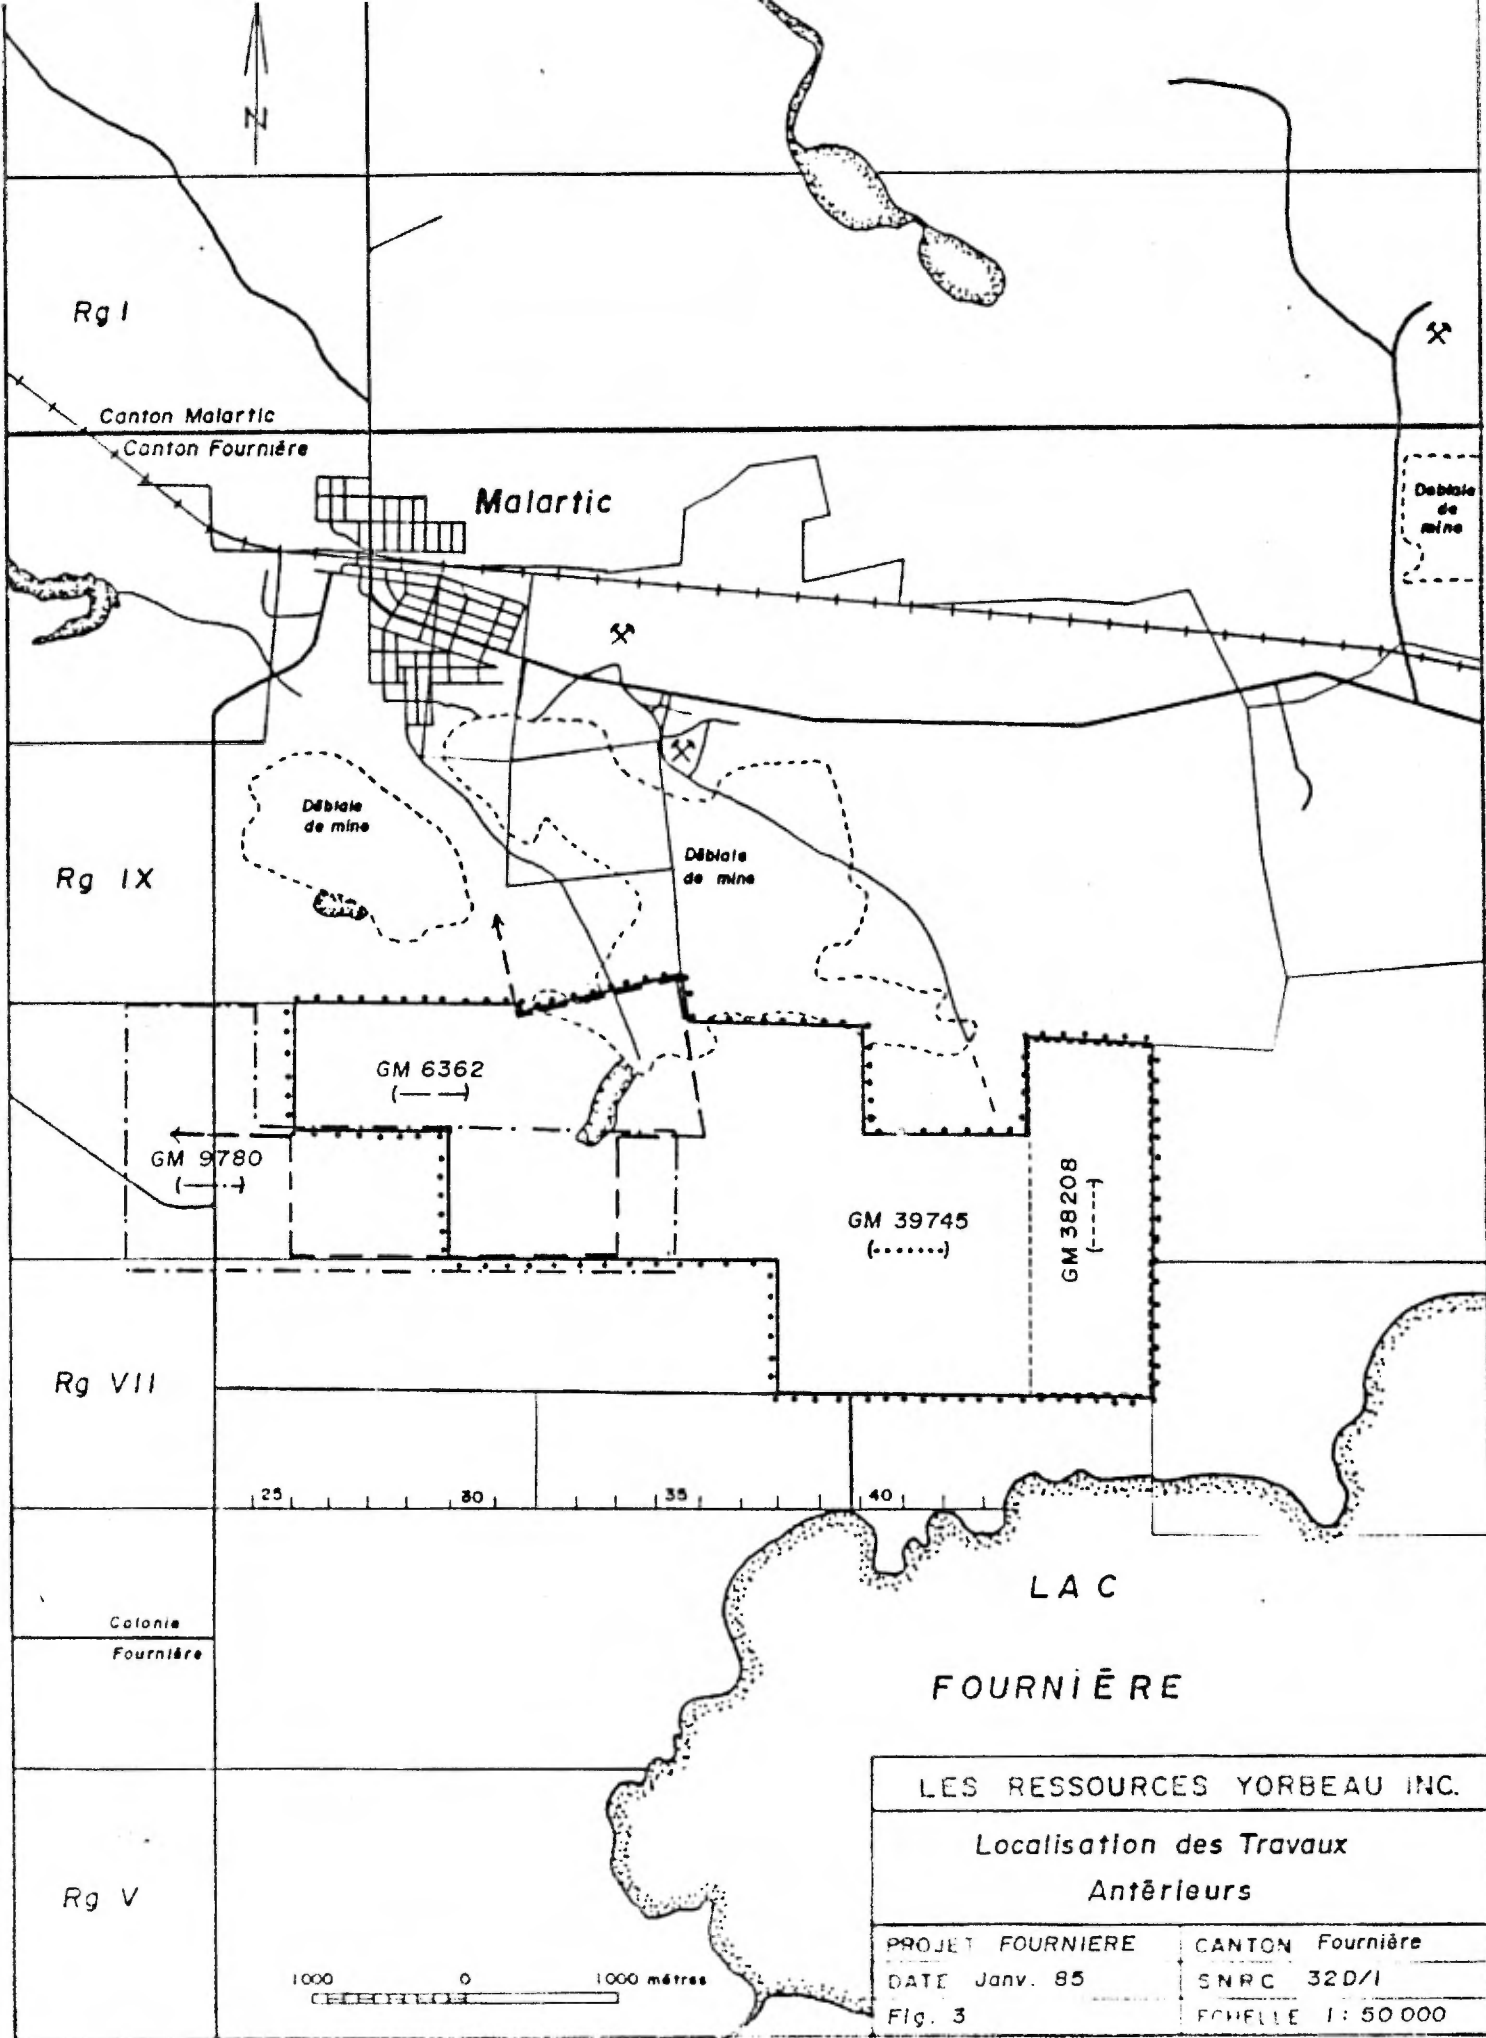 N
Rg I
Canton Malartic
Canton Fournière
Malartic
Deblaie
de
mine
Déblaie
de mine
Déblaie
de mine
Rg IX
GM 6362
(— —)
GM 9780
(—·—)
GM 39745
(·······)
GM 38208
(-----)
Rg VII
25 30 35 40
LAC
FOURNIÈRE
Colonie
Fournière
Rg V
1000 0 1000 mètres
LES RESSOURCES YORBEAU INC.
Localisation des Travaux
Antérieurs
PROJET FOURNIERE
CANTON Fournière
DATE Janv. 85
SNRC 32D/1
Fig. 3
ECHELLE 1: 50 000